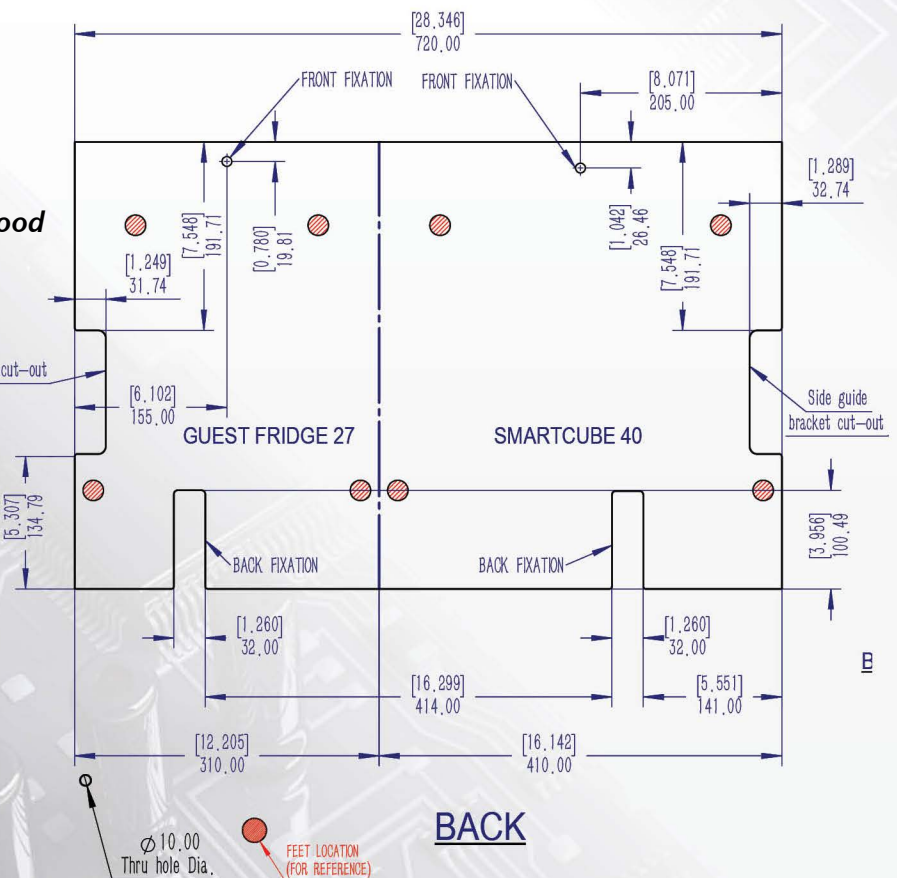 [28.346]
720.00
FRONT FIXATION
FRONT FIXATION
[8.071]
205.00
[1.289]
32.74
ood
[7.548]
191.71
[0.780]
19.81
[1.042]
26.46
[7.548]
191.71
[1.249]
31.74
cut-out
[6.102]
155.00
GUEST FRIDGE 27
SMARTCUBE 40
Side guide
bracket cut-out
[5.307]
134.79
[3.956]
100.49
BACK FIXATION
BACK FIXATION
[1.260]
32.00
[1.260]
32.00
B
[16.299]
414.00
[5.551]
141.00
[12.205]
310.00
[16.142]
410.00
BACK
Ø10.00
Thru hole Dia.
FEET LOCATION
(FOR REFERENCE)